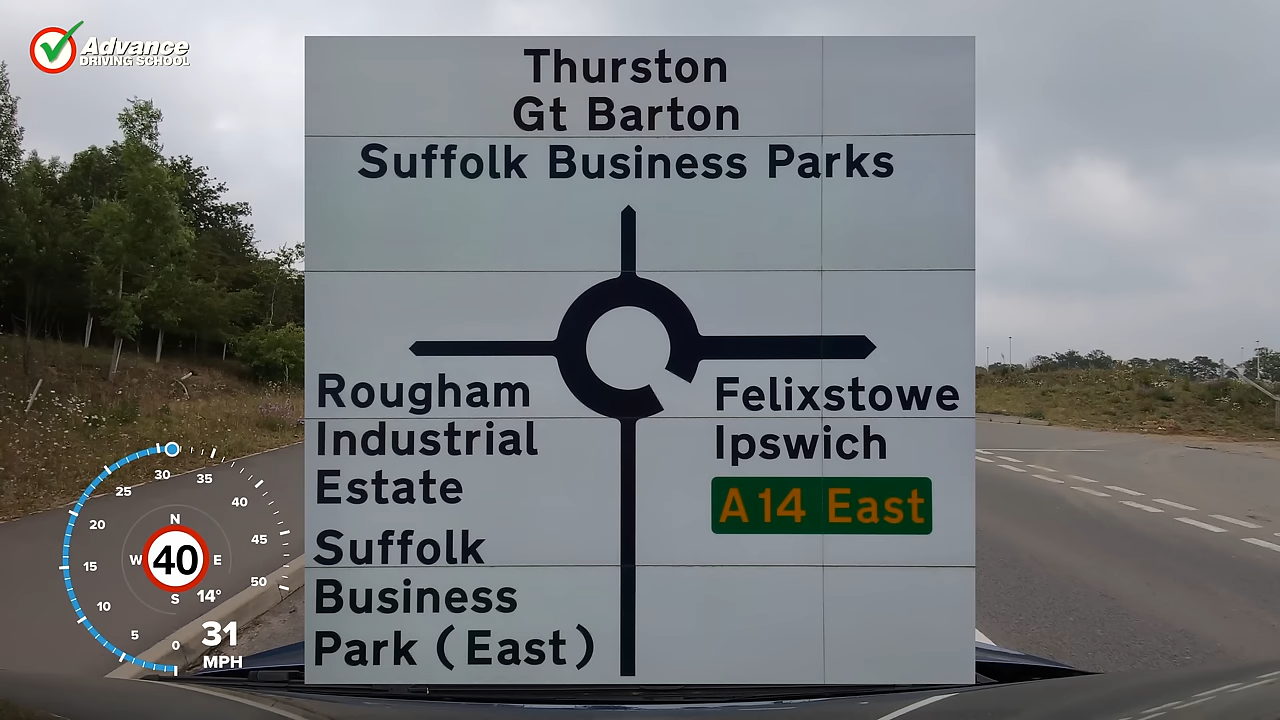 Advance
DRIVING SCHOOL
Thurston
Gt Barton
Suffolk Business Parks
Rougham
Industrial
Estate
Suffolk
Business
Park (East)
Felixstowe
Ipswich
A14 East
0
5
10
15
20
25
30
35
40
45
50
N
W
E
S
40
14°
31
MPH